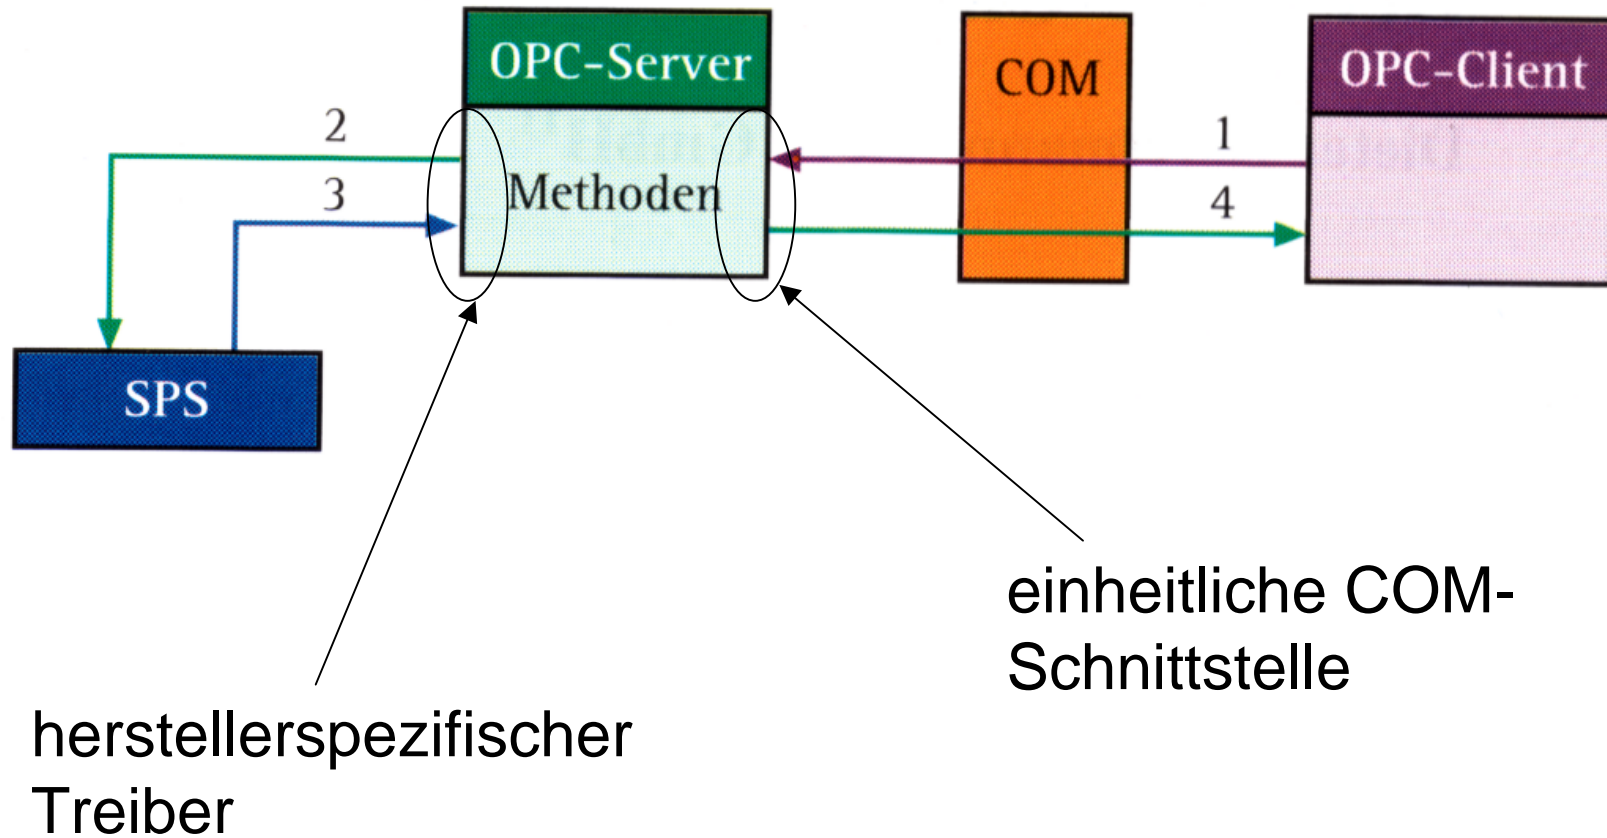 OPC-Server
COM
OPC-Client
2
1
Methoden
3
4
SPS
einheitliche COM-
Schnittstelle
herstellerspezifischer
Treiber